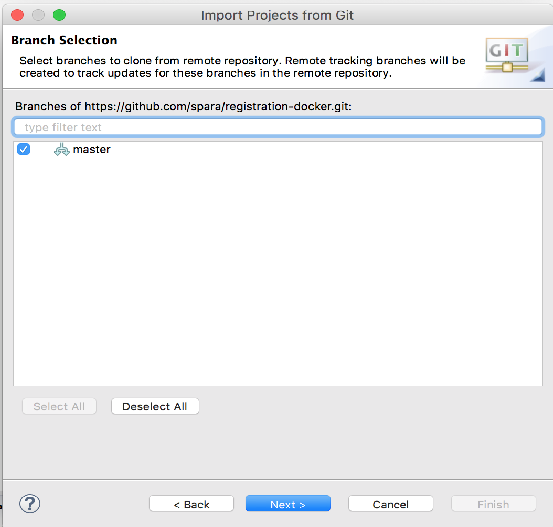 Import Projects from Git
Branch Selection
Select branches to clone from remote repository. Remote tracking branches will be
created to track updates for these branches in the remote repository.
GIT
Branches of https://github.com/spara/registration-docker.git:
type filter text
master
Select All
Deselect All
?
< Back
Next >
Cancel
Finish